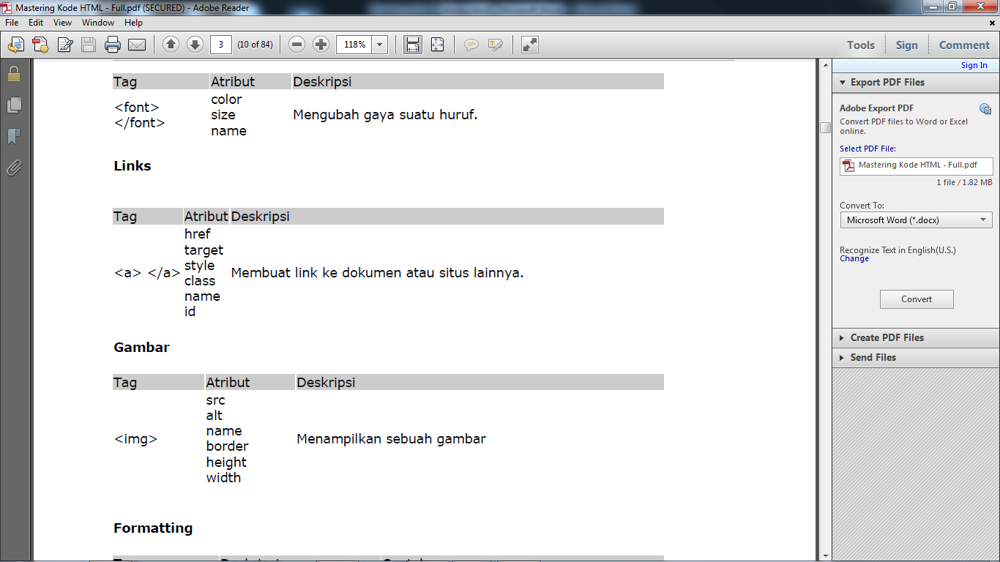 Mastering Kode HTML - Full.pdf (SECURED) - Adobe Reader
File Edit View Window Help
3 (10 of 84) 118% Tools Sign Comment
Sign In
Tag Atribut Deskripsi
<font>
</font>
color
size
name
Mengubah gaya suatu huruf.
Links
Tag Atribut Deskripsi
<a> </a>
href
target
style
class
name
id
Membuat link ke dokumen atau situs lainnya.
Gambar
Tag Atribut Deskripsi
<img>
src
alt
name
border
height
width
Menampilkan sebuah gambar
Formatting
Export PDF Files
Adobe Export PDF
Convert PDF files to Word or Excel
online.
Select PDF File:
Mastering Kode HTML - Full.pdf
1 file / 1.82 MB
Convert To:
Microsoft Word (*.docx)
Recognize Text in English(U.S.)
Change
Convert
Create PDF Files
Send Files